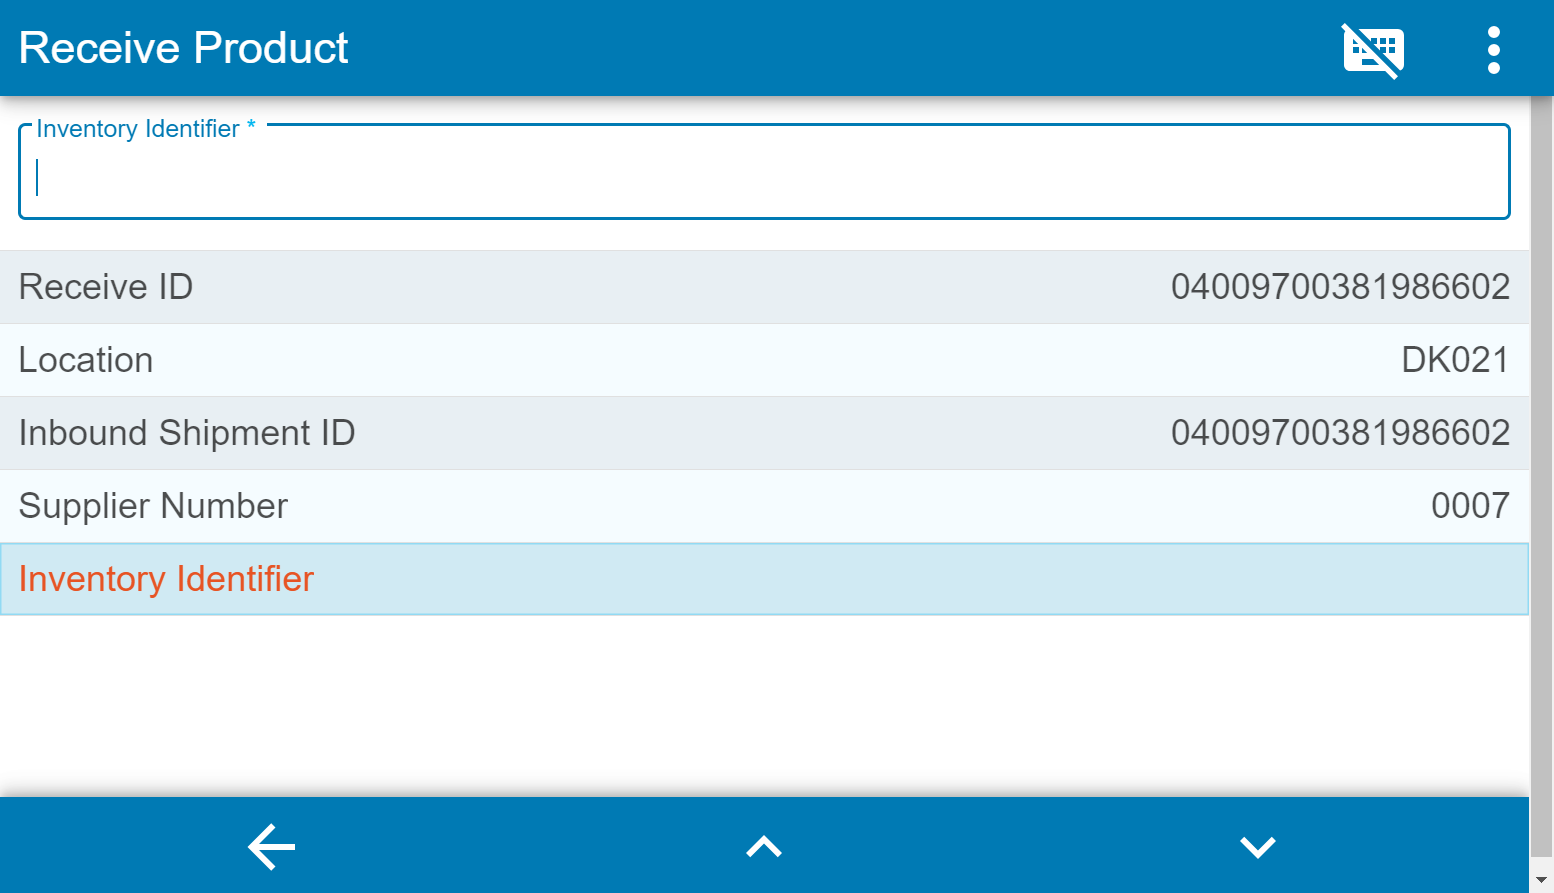 Receive Product
Inventory Identifier *
Receive ID 04009700381986602
Location DK021
Inbound Shipment ID 04009700381986602
Supplier Number 0007
Inventory Identifier